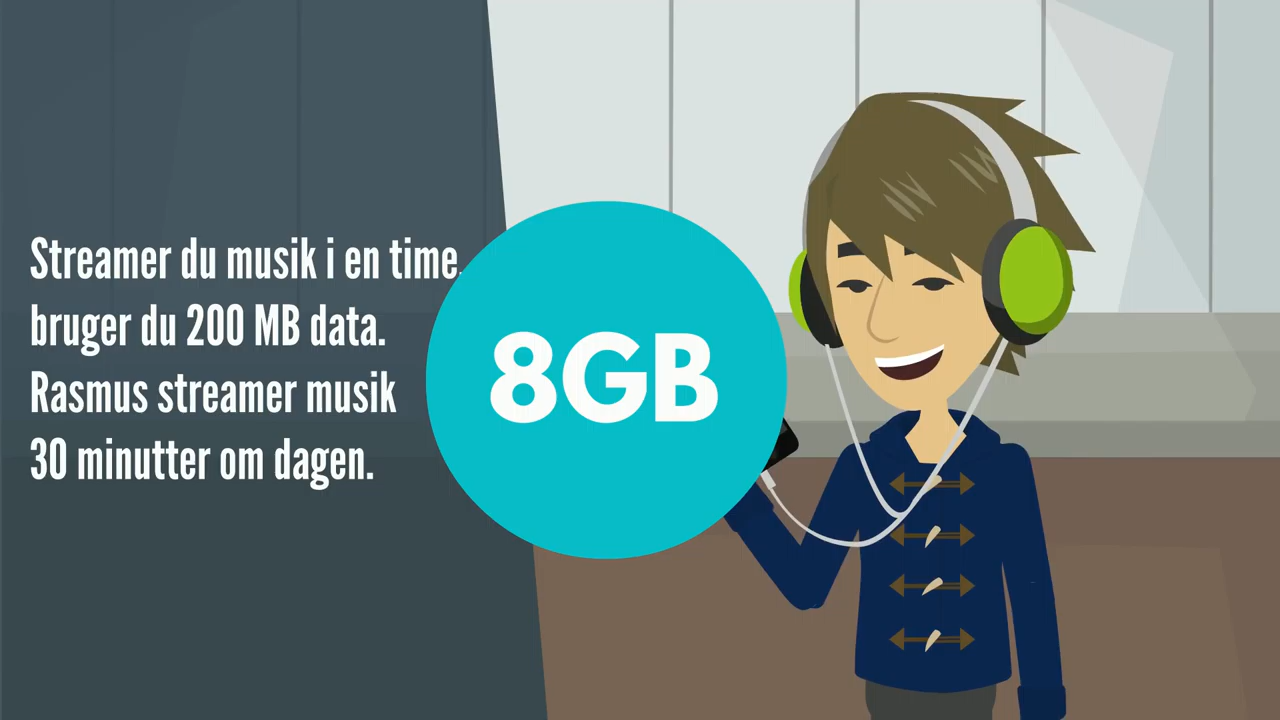 Streamer du musik i en time,
bruger du 200 MB data.
Rasmus streamer musik
30 minutter om dagen.
8GB